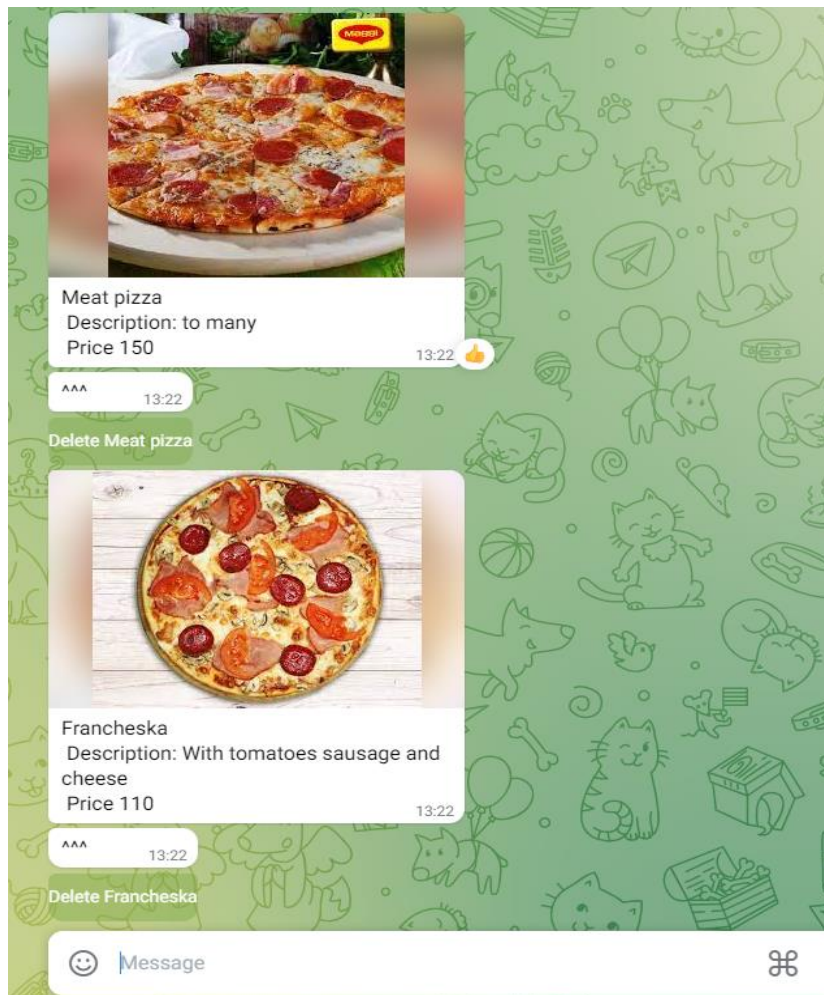 Maggi
Meat pizza
Description: to many
Price 150
13:22
^^^
13:22
Delete Meat pizza
Francheska
Description: With tomatoes sausage and
cheese
Price 110
13:22
^^^
13:22
Delete Francheska
Message